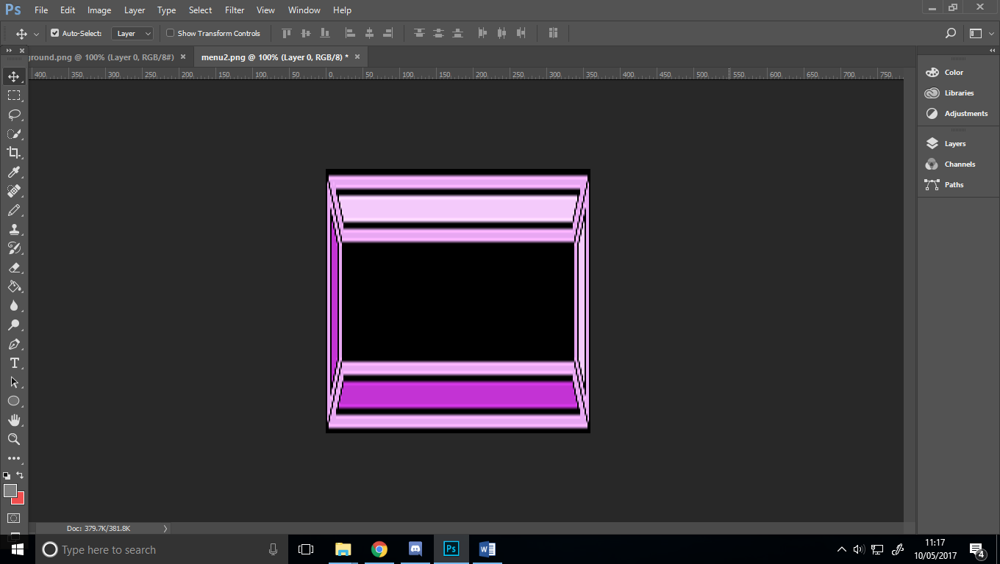 Ps File Edit Image Layer Type Select Filter View Window Help
Auto-Select: Layer Show Transform Controls
ground.png @ 100% (Layer 0, RGB/8#) × menu2.png @ 100% (Layer 0, RGB/8) * ×
400 350 300 250 200 150 100 50 0 50 100 150 200 250 300 350 400 450 500 550 600 650 700 750
Color
Libraries
Adjustments
Layers
Channels
Paths
T
Doc: 379.7K/381.8K
Type here to search
Ps
W
11:17
10/05/2017
4